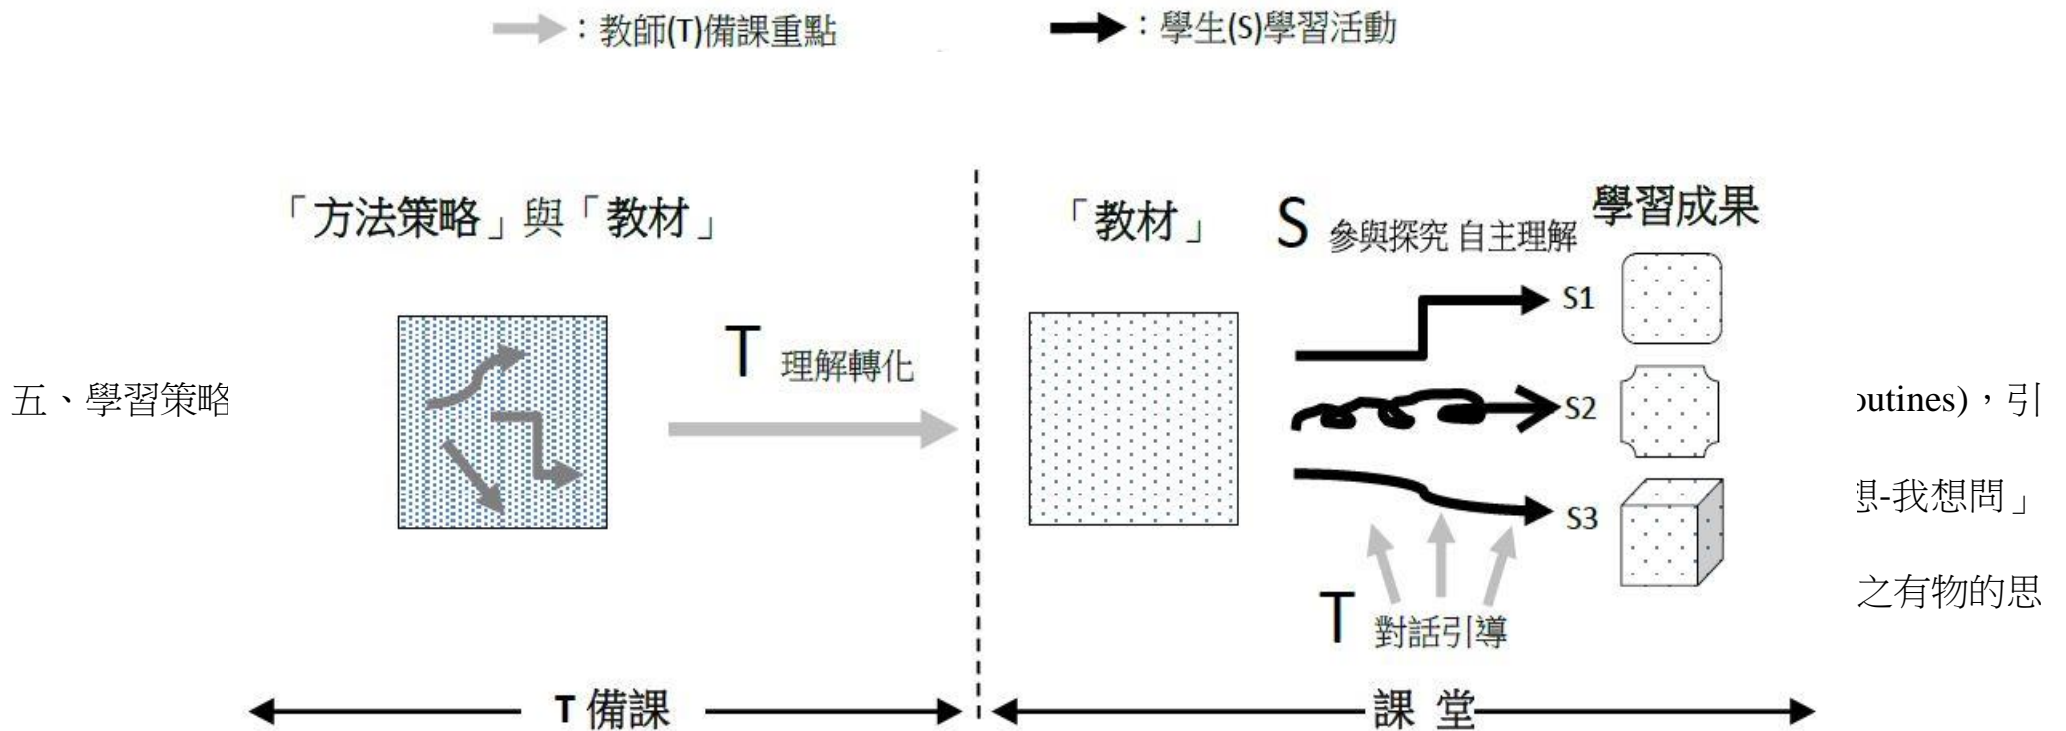 ：教師(T)備課重點
：學生(S)學習活動
「方法策略」與「教材」
T 理解轉化
「教材」
S 參與探究 自主理解
學習成果
S1
S2
S3
T 對話引導
五、學習策略
outines)，引
想-我想問」
之有物的思
T 備課
課 堂